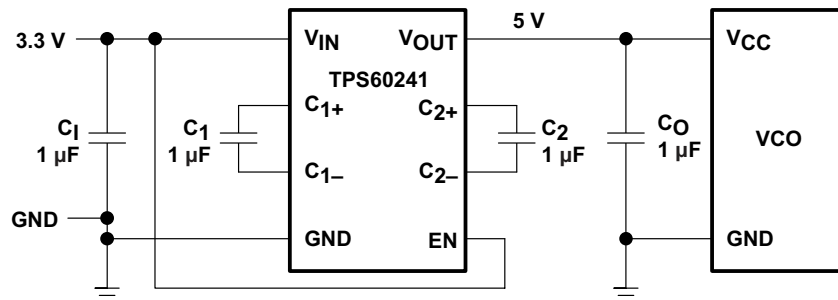 3.3 V
VIN
VOUT
5 V
VCC
TPS60241
C1+
C2+
CI
1 µF
C1
1 µF
C2
1 µF
CO
1 µF
VCO
C1–
C2–
GND
GND
EN
GND